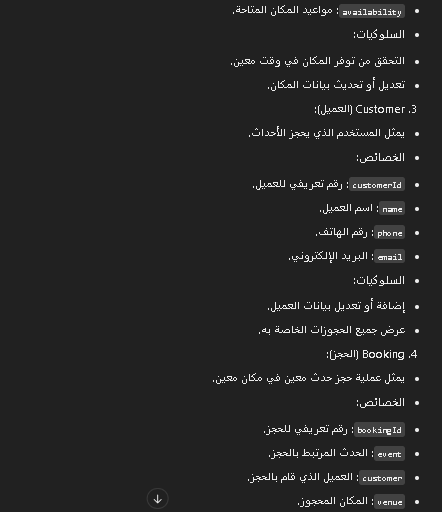 availability: مواعيد المكان المتاحة.
السلوكيات:
التحقق من توفر المكان في وقت معين.
تعديل أو تحديث بيانات المكان.
3. Customer (العميل):
يمثل المستخدم الذي يحجز الأحداث.
الخصائص:
customerId: رقم تعريفي للعميل.
name: اسم العميل.
phone: رقم الهاتف.
email: البريد الإلكتروني.
السلوكيات:
إضافة أو تعديل بيانات العميل.
عرض جميع الحجوزات الخاصة به.
4. Booking (الحجز):
يمثل عملية حجز حدث معين في مكان معين.
الخصائص:
bookingId: رقم تعريفي للحجز.
event: الحدث المرتبط بالحجز.
customer: العميل الذي قام بالحجز.
venue: المكان المحجوز.